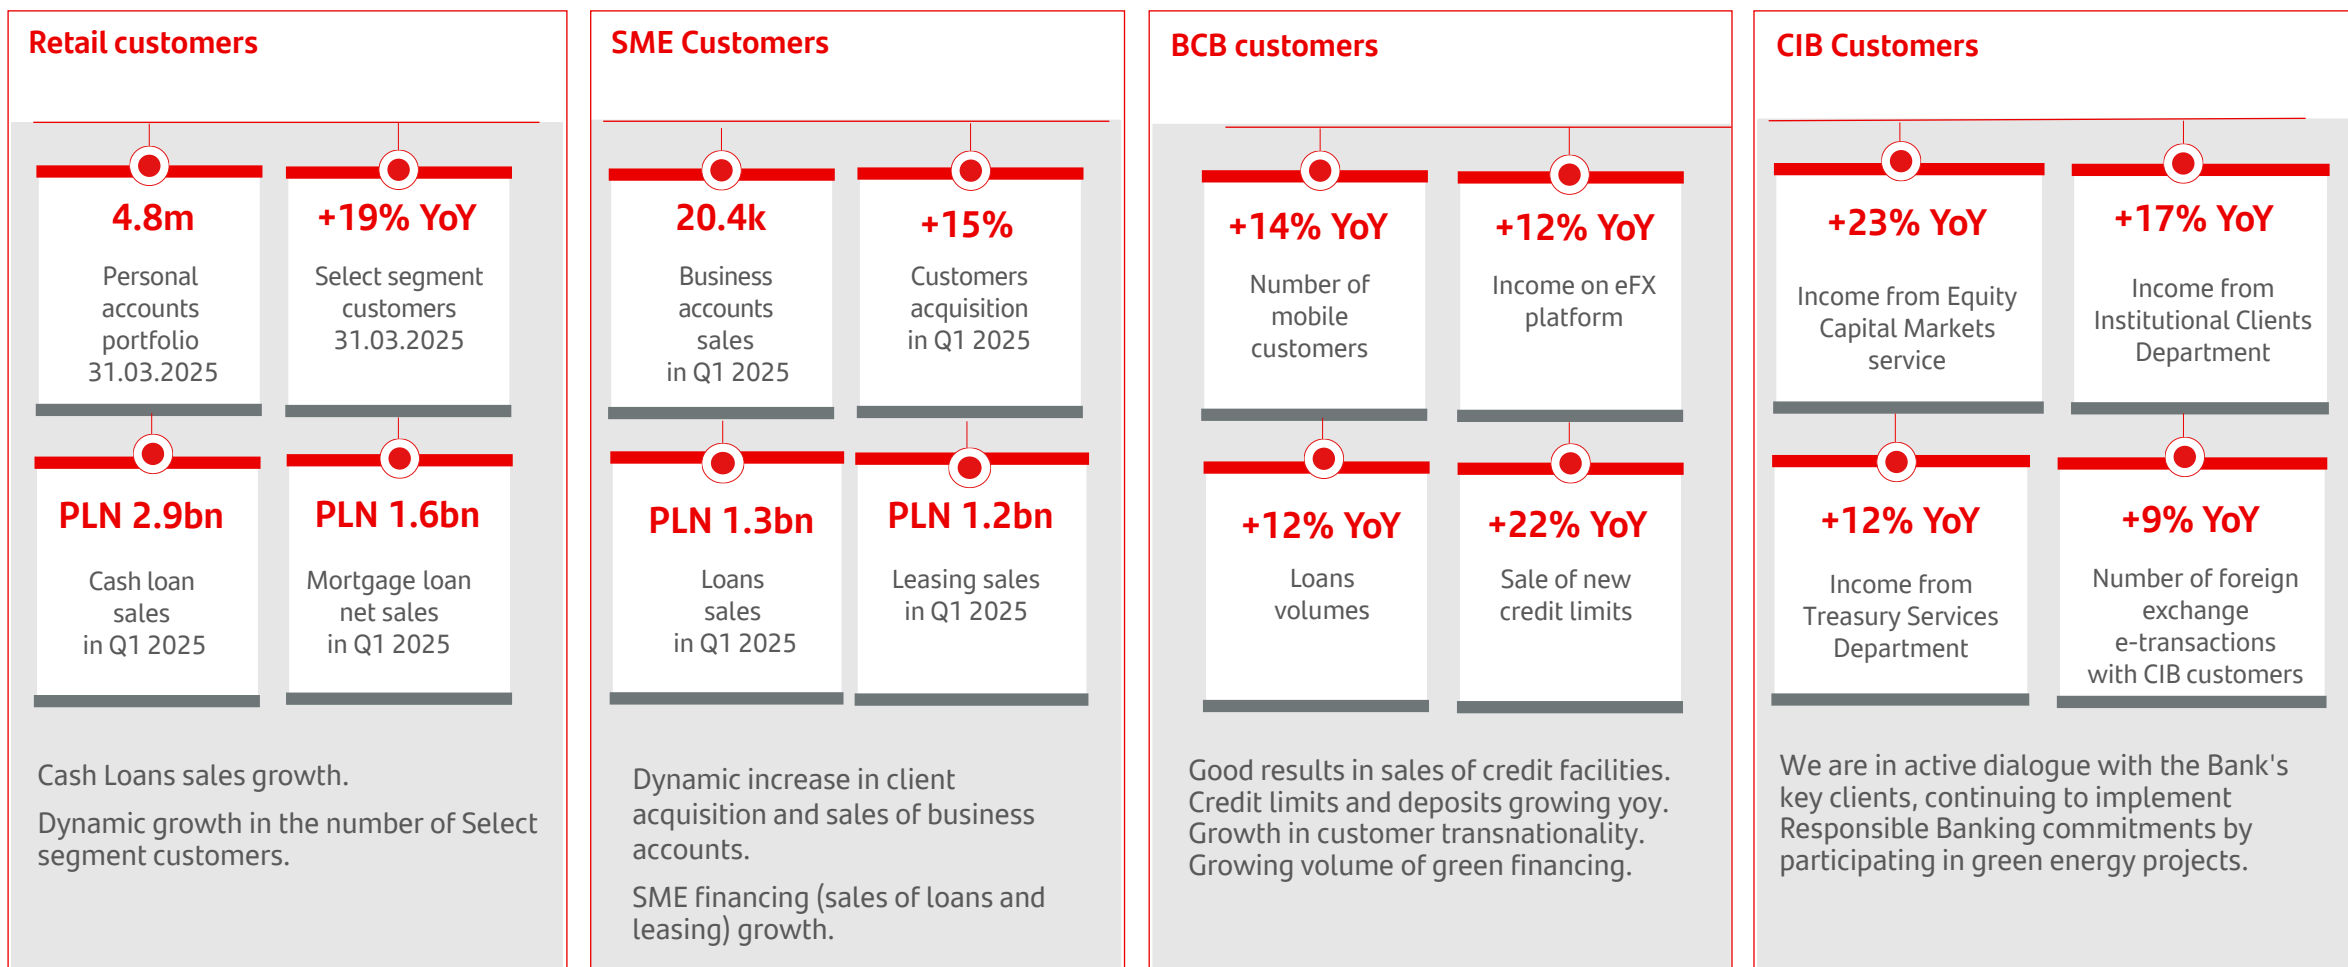 Retail customers
4.8m
Personal
accounts
portfolio
31.03.2025
+19% YoY
Select segment
customers
31.03.2025
PLN 2.9bn
Cash loan
sales
in Q1 2025
PLN 1.6bn
Mortgage loan
net sales
in Q1 2025
Cash Loans sales growth.
Dynamic growth in the number of Select
segment customers.
SME Customers
20.4k
Business
accounts
sales
in Q1 2025
+15%
Customers
acquisition
in Q1 2025
PLN 1.3bn
Loans
sales
in Q1 2025
PLN 1.2bn
Leasing sales
in Q1 2025
Dynamic increase in client
acquisition and sales of business
accounts.
SME financing (sales of loans and
leasing) growth.
BCB customers
+14% YoY
Number of
mobile
customers
+12% YoY
Income on eFX
platform
+12% YoY
Loans
volumes
+22% YoY
Sale of new
credit limits
Good results in sales of credit facilities.
Credit limits and deposits growing yoy.
Growth in customer transnationality.
Growing volume of green financing.
CIB Customers
+23% YoY
Income from Equity
Capital Markets
service
+17% YoY
Income from
Institutional Clients
Department
+12% YoY
Income from
Treasury Services
Department
+9% YoY
Number of foreign
exchange
e-transactions
with CIB customers
We are in active dialogue with the Bank's
key clients, continuing to implement
Responsible Banking commitments by
participating in green energy projects.